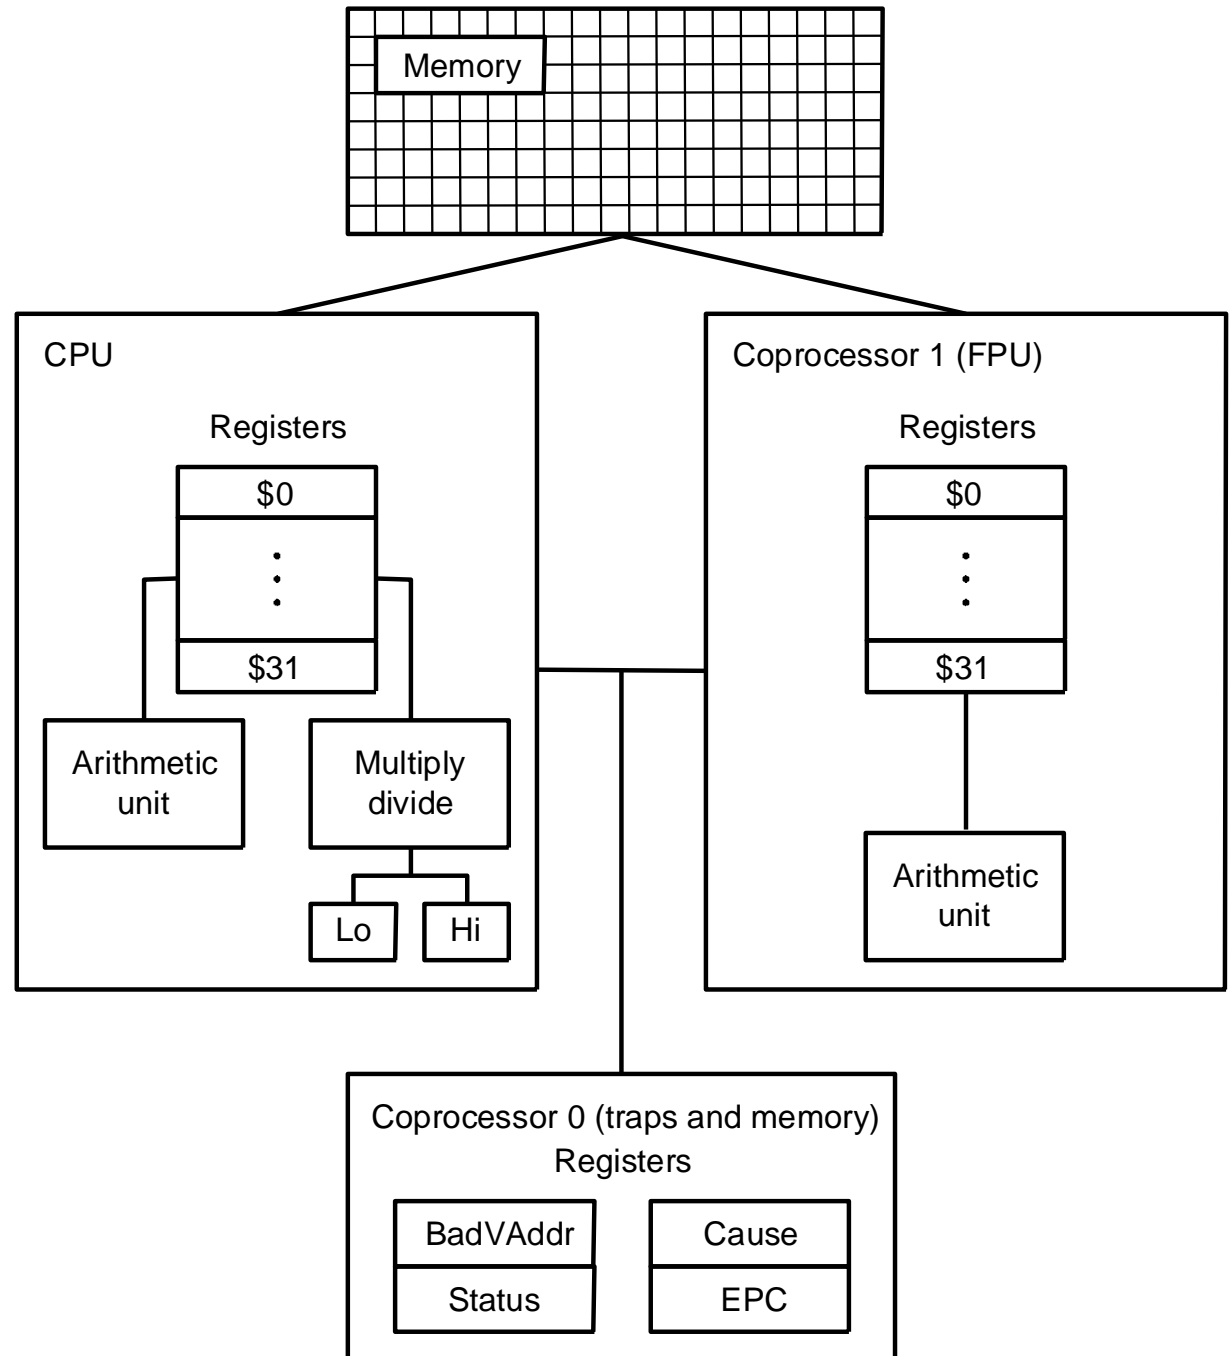 Memory
CPU
Registers
$0
$31
Arithmetic
unit
Multiply
divide
Lo
Hi
Coprocessor 1 (FPU)
Registers
$0
$31
Arithmetic
unit
Coprocessor 0 (traps and memory)
Registers
BadVAddr
Status
Cause
EPC